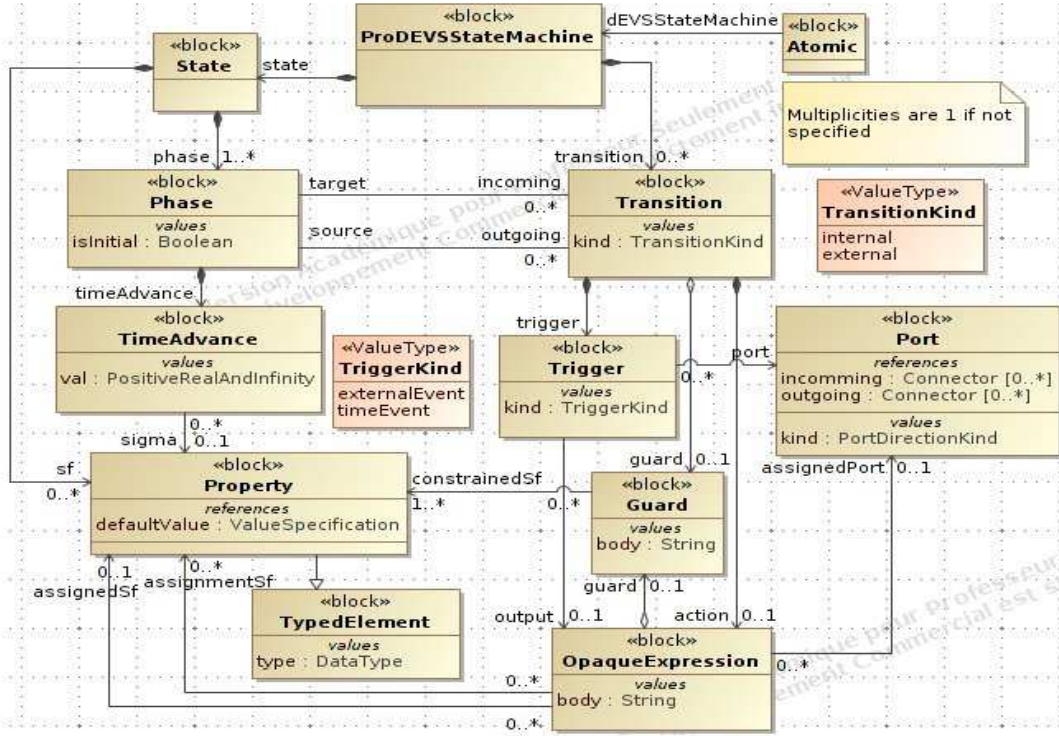 «block»
State
«block»
ProDEVSStateMachine
dEVSStateMachine
«block»
Atomic
state
Multiplicities are 1 if not
specified
phase 1..*
transition 0..*
«block»
Phase
values
isInitial : Boolean
target
incoming
0..*
source
outgoing
0..*
«block»
Transition
values
kind : TransitionKind
«ValueType»
TransitionKind
internal
external
timeAdvance
«block»
TimeAdvance
values
val : PositiveRealAndInfinity
«ValueType»
TriggerKind
externalEvent
timeEvent
trigger
«block»
Trigger
values
kind : TriggerKind
port
0..*
«block»
Port
references
incomming : Connector [0..*]
outgoing : Connector [0..*]
values
kind : PortDirectionKind
0..*
sigma 0..1
sf
0..*
«block»
Property
references
defaultValue : ValueSpecification
constrainedSf
1..*
0..*
guard 0..1
«block»
Guard
values
body : String
assignedPort 0..1
0..1
assignedSf
0..*
assignmentSf
«block»
TypedElement
values
type : DataType
guard 0..1
output 0..1
action 0..1
«block»
OpaqueExpression
values
body : String
0..*
0..*
0..*